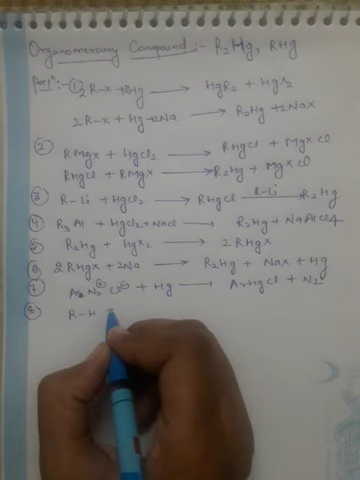 Organomercury Compound:- R₂Hg, RHg
Prepⁿ:- ① 2R-x + 2Hg ⟶ HgR₂ + Hgx₂
2R-x + Hg + 2Na ⟶ R₂Hg + 2Nax
② RMgx + HgCl₂ ⟶ RHgCl + MgxCl
RHgCl + RMgx ⟶ R₂Hg + MgxCl
③ R-Li + HgCl₂ ⟶ RHgCl R-Li ⟶ R₂Hg
④ R₃Al + HgCl₂ + NaCl ⟶ R₂Hg + NaAlCl4
⑤ R₂Hg + Hgx₂ ⟶ 2RHgx
⑥ 2RHgx + 2Na ⟶ R₂Hg + Nax + Hg
⑦ ArN₂⊕Cl⊖ + Hg ⟶ ArHgCl + N₂
⑧ R-H